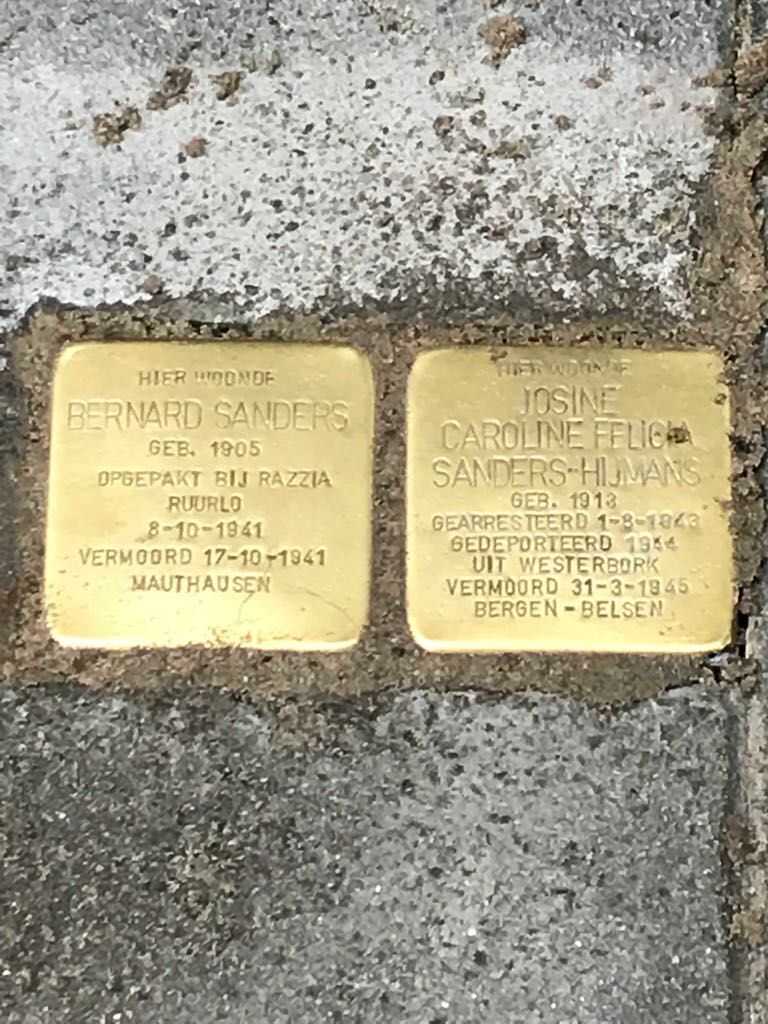 HIER WOONDE
BERNARD SANDERS
GEB. 1905
OPGEPAKT BIJ RAZZIA
RUURLO
8-10-1941
VERMOORD 17-10-1941
MAUTHAUSEN
HIER WOONDE
JOSINE
CAROLINE FELICIA
SANDERS-HIJMANS
GEB. 1913
GEARRESTEERD 1-8-1943
GEDEPORTEERD 1944
UIT WESTERBORK
VERMOORD 31-3-1945
BERGEN-BELSEN